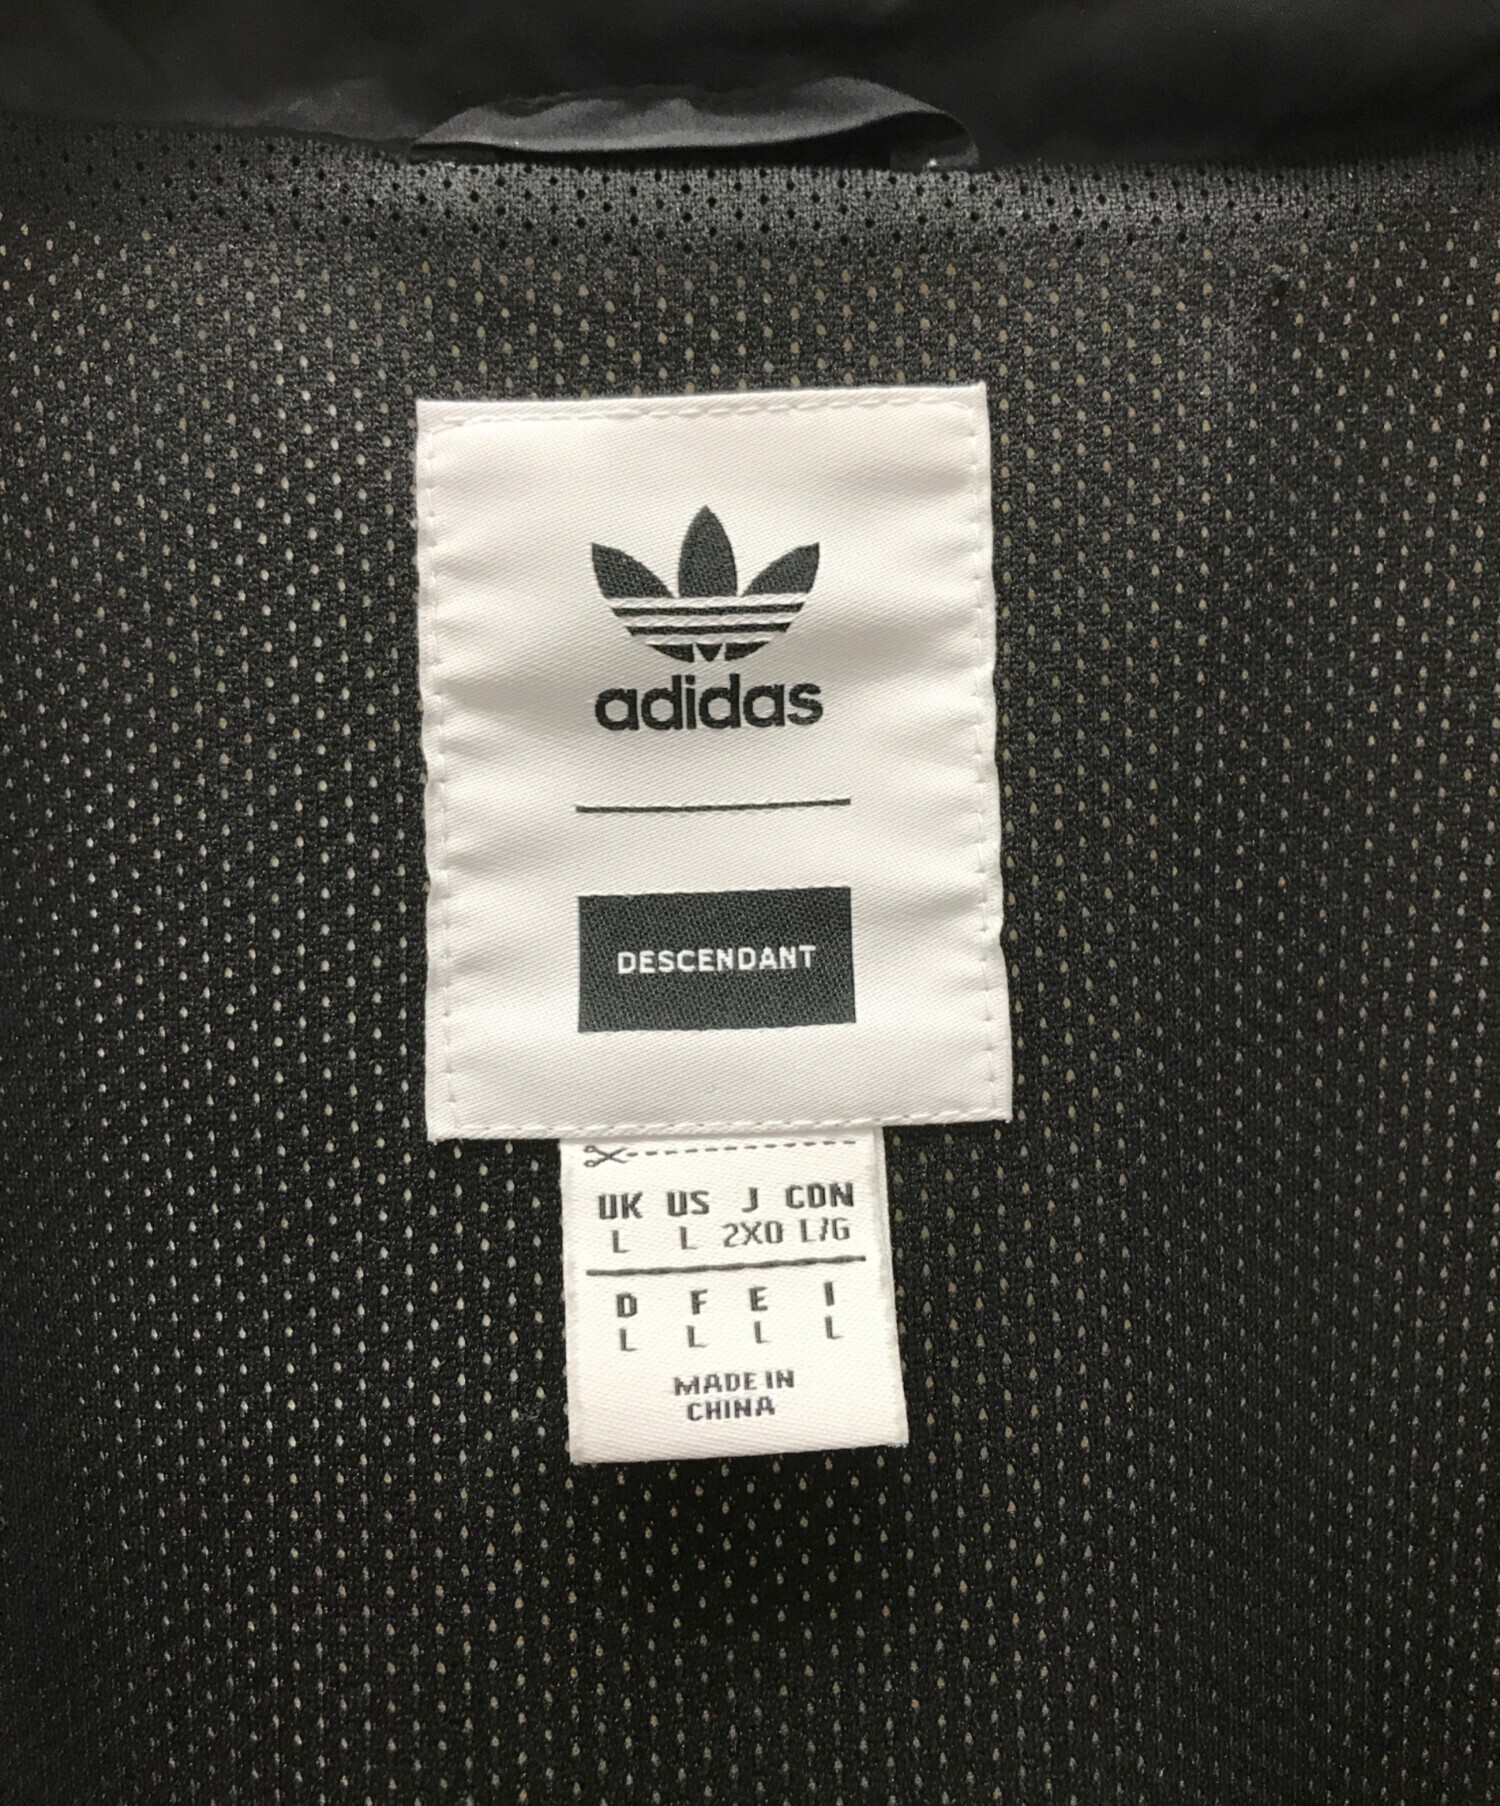 adidas
DESCENDANT
UK US J CDN
L L 2XO L/G
D F E I
L L L L
MADE IN
CHINA